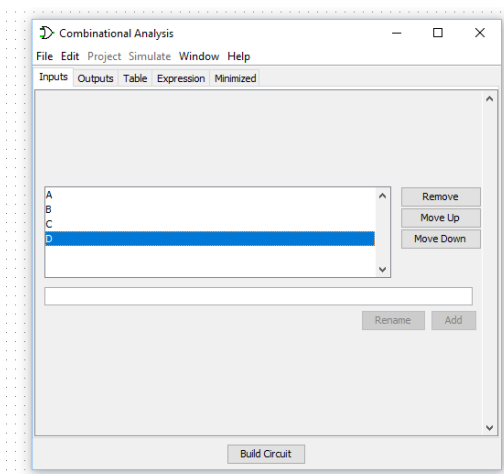 Combinational Analysis
File Edit Project Simulate Window Help
Inputs Outputs Table Expression Minimized
A
B
C
D
Remove
Move Up
Move Down
Rename Add
Build Circuit